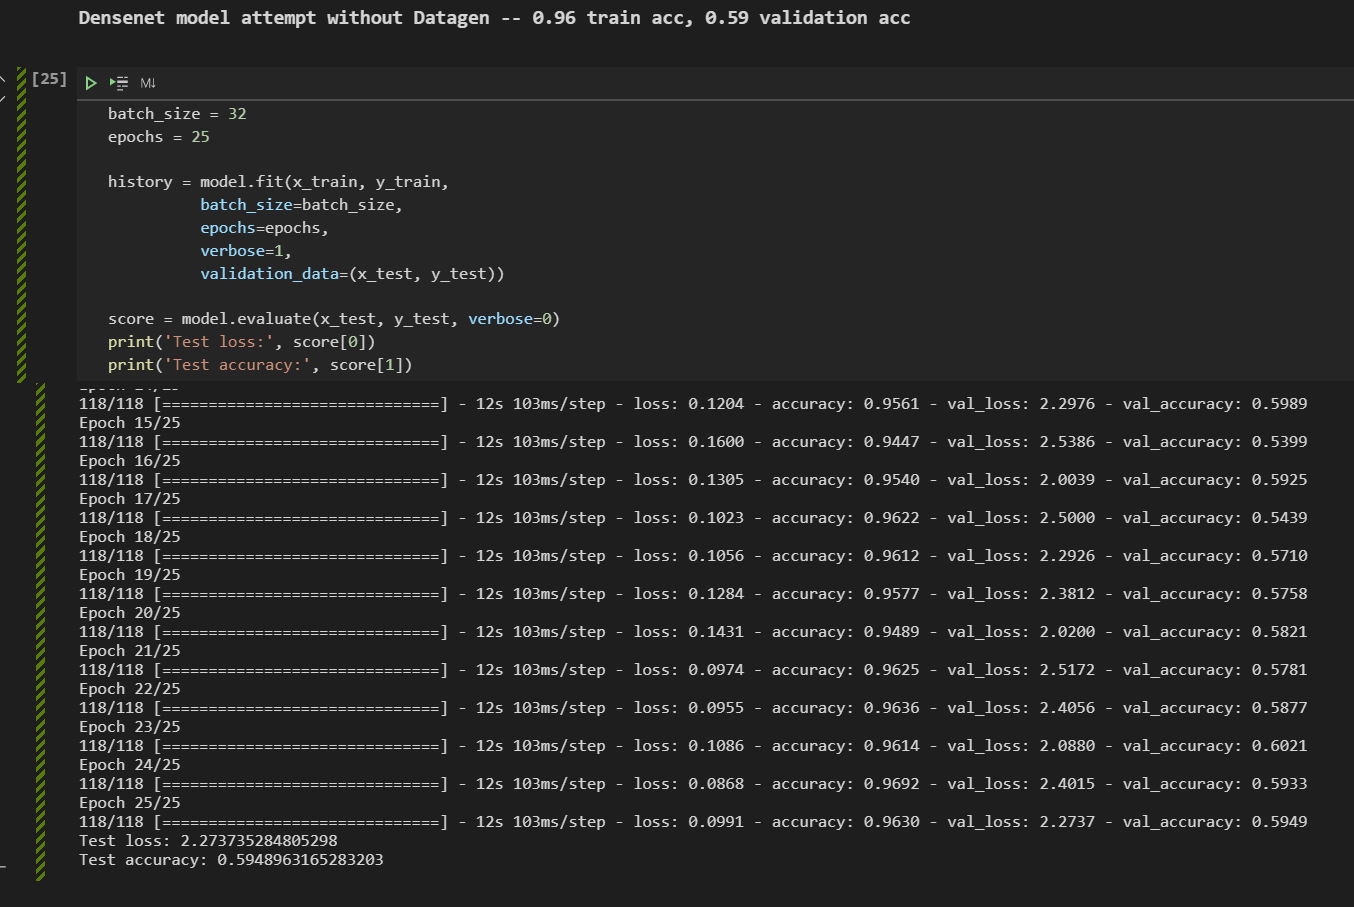 Densenet model attempt without Datagen -- 0.96 train acc, 0.59 validation acc
[25]
M↓
batch_size = 32
epochs = 25
history = model.fit(x_train, y_train,
batch_size=batch_size,
epochs=epochs,
verbose=1,
validation_data=(x_test, y_test))
score = model.evaluate(x_test, y_test, verbose=0)
print('Test loss:', score[0])
print('Test accuracy:', score[1])
118/118 [==============================] - 12s 103ms/step - loss: 0.1204 - accuracy: 0.9561 - val_loss: 2.2976 - val_accuracy: 0.5989
Epoch 15/25
118/118 [==============================] - 12s 103ms/step - loss: 0.1600 - accuracy: 0.9447 - val_loss: 2.5386 - val_accuracy: 0.5399
Epoch 16/25
118/118 [==============================] - 12s 103ms/step - loss: 0.1305 - accuracy: 0.9540 - val_loss: 2.0039 - val_accuracy: 0.5925
Epoch 17/25
118/118 [==============================] - 12s 103ms/step - loss: 0.1023 - accuracy: 0.9622 - val_loss: 2.5000 - val_accuracy: 0.5439
Epoch 18/25
118/118 [==============================] - 12s 103ms/step - loss: 0.1056 - accuracy: 0.9612 - val_loss: 2.2926 - val_accuracy: 0.5710
Epoch 19/25
118/118 [==============================] - 12s 103ms/step - loss: 0.1284 - accuracy: 0.9577 - val_loss: 2.3812 - val_accuracy: 0.5758
Epoch 20/25
118/118 [==============================] - 12s 103ms/step - loss: 0.1431 - accuracy: 0.9489 - val_loss: 2.0200 - val_accuracy: 0.5821
Epoch 21/25
118/118 [==============================] - 12s 103ms/step - loss: 0.0974 - accuracy: 0.9625 - val_loss: 2.5172 - val_accuracy: 0.5781
Epoch 22/25
118/118 [==============================] - 12s 103ms/step - loss: 0.0955 - accuracy: 0.9636 - val_loss: 2.4056 - val_accuracy: 0.5877
Epoch 23/25
118/118 [==============================] - 12s 103ms/step - loss: 0.1086 - accuracy: 0.9614 - val_loss: 2.0880 - val_accuracy: 0.6021
Epoch 24/25
118/118 [==============================] - 12s 103ms/step - loss: 0.0868 - accuracy: 0.9692 - val_loss: 2.4015 - val_accuracy: 0.5933
Epoch 25/25
118/118 [==============================] - 12s 103ms/step - loss: 0.0991 - accuracy: 0.9630 - val_loss: 2.2737 - val_accuracy: 0.5949
Test loss: 2.273735284805298
Test accuracy: 0.5948963165283203